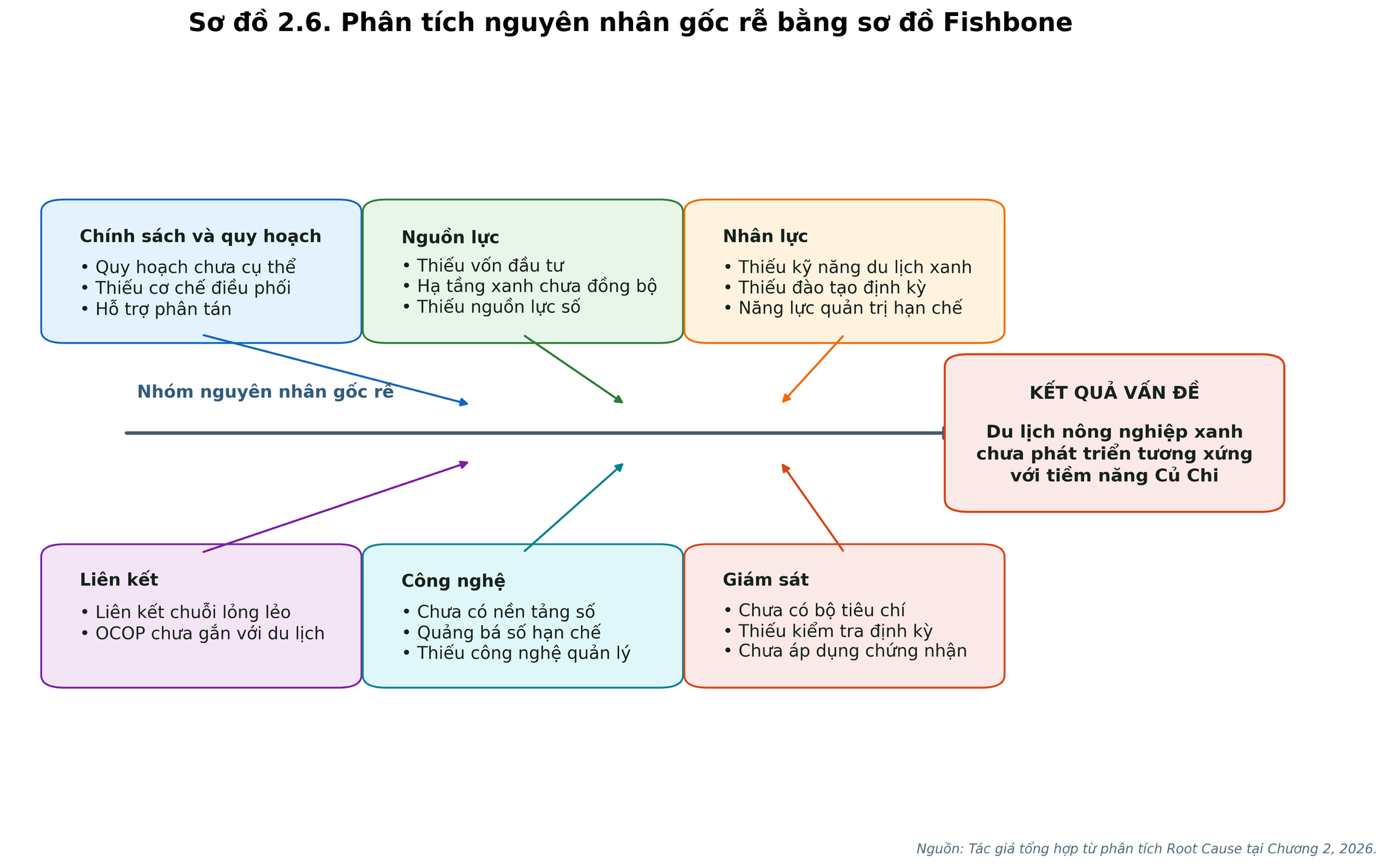 Sơ đồ 2.6. Phân tích nguyên nhân gốc rễ bằng sơ đồ Fishbone
Chính sách và quy hoạch
• Quy hoạch chưa cụ thể
• Thiếu cơ chế điều phối
• Hỗ trợ phân tán
Nguồn lực
• Thiếu vốn đầu tư
• Hạ tầng xanh chưa đồng bộ
• Thiếu nguồn lực số
Nhân lực
• Thiếu kỹ năng du lịch xanh
• Thiếu đào tạo định kỳ
• Năng lực quản trị hạn chế
Nhóm nguyên nhân gốc rễ
KẾT QUẢ VẤN ĐỀ
Du lịch nông nghiệp xanh
chưa phát triển tương xứng
với tiềm năng Củ Chi
Liên kết
• Liên kết chuỗi lỏng lẻo
• OCOP chưa gắn với du lịch
Công nghệ
• Chưa có nền tảng số
• Quảng bá số hạn chế
• Thiếu công nghệ quản lý
Giám sát
• Chưa có bộ tiêu chí
• Thiếu kiểm tra định kỳ
• Chưa áp dụng chứng nhận
Nguồn: Tác giả tổng hợp từ phân tích Root Cause tại Chương 2, 2026.